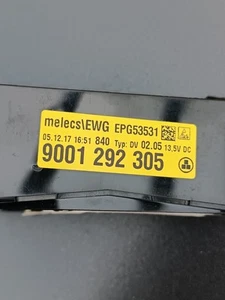 melecs\EWG EPG53531
05.12.17 16:51 840 Typ: DV 02.05 13,5V DC
9001 292 305